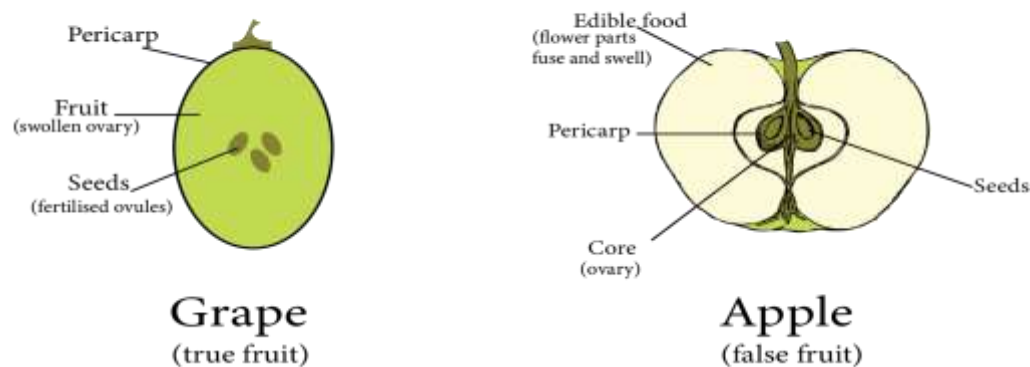 Pericarp
Fruit
(swollen ovary)
Seeds
(fertilised ovules)
Grape
(true fruit)
Edible food
(flower parts
fuse and swell)
Pericarp
Seeds
Core
(ovary)
Apple
(false fruit)